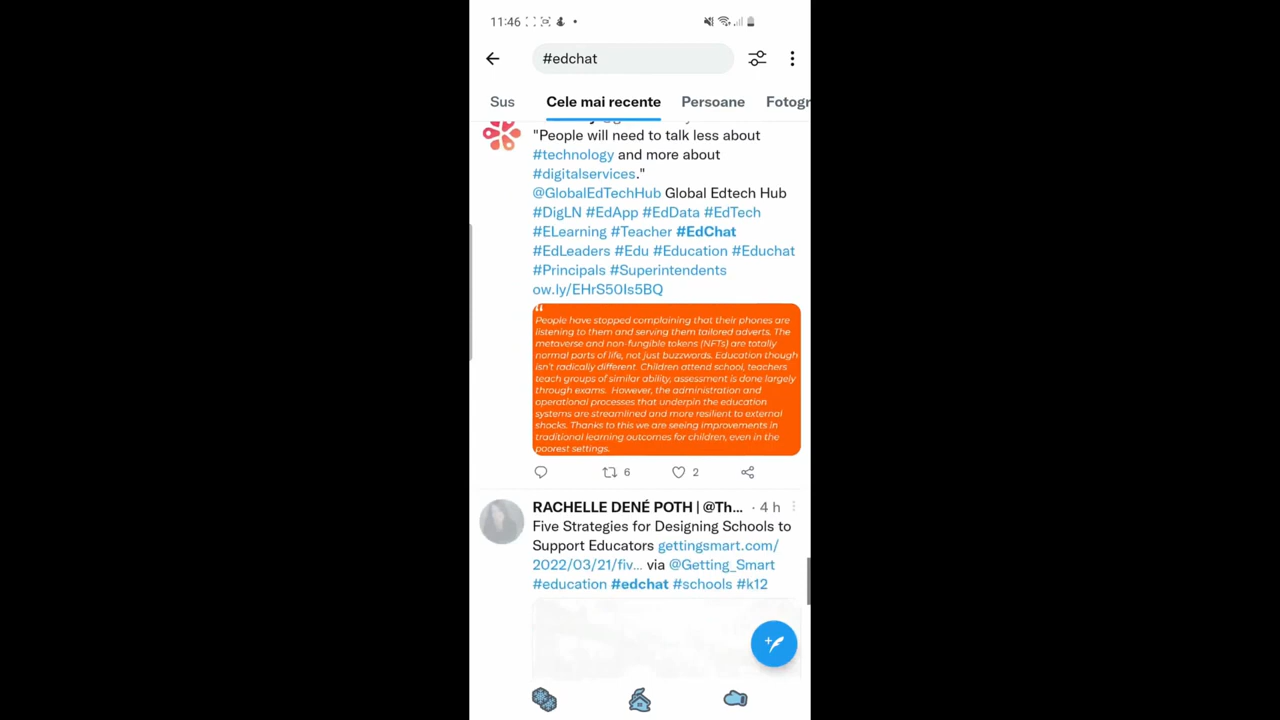 11:46
#edchat
Sus Cele mai recente Persoane Fotogr
"People will need to talk less about
#technology and more about
#digitalservices."
@GlobalEdTechHub Global Edtech Hub
#DigLN #EdApp #EdData #EdTech
#ELearning #Teacher #EdChat
#EdLeaders #Edu #Education #Educhat
#Principals #Superintendents
ow.ly/EHrS50Is5BQ
"
People have stopped complaining that their phones are
listening to them and serving them tailored adverts. The
metaverse and non-fungible tokens (NFTs) are totally
normal parts of life, not just buzzwords. Education though
isn't radically different. Children attend school, teachers
teach groups of similar ability, assessment is done largely
through exams. However, the administration and
operational processes that underpin the education
systems are streamlined and more resilient to external
shocks. Thanks to this we are seeing improvements in
traditional learning outcomes for children, even in the
poorest settings.
6 2
RACHELLE DENÉ POTH | @Th... · 4 h
Five Strategies for Designing Schools to
Support Educators gettingsmart.com/
2022/03/21/fiv... via @Getting_Smart
#education #edchat #schools #k12